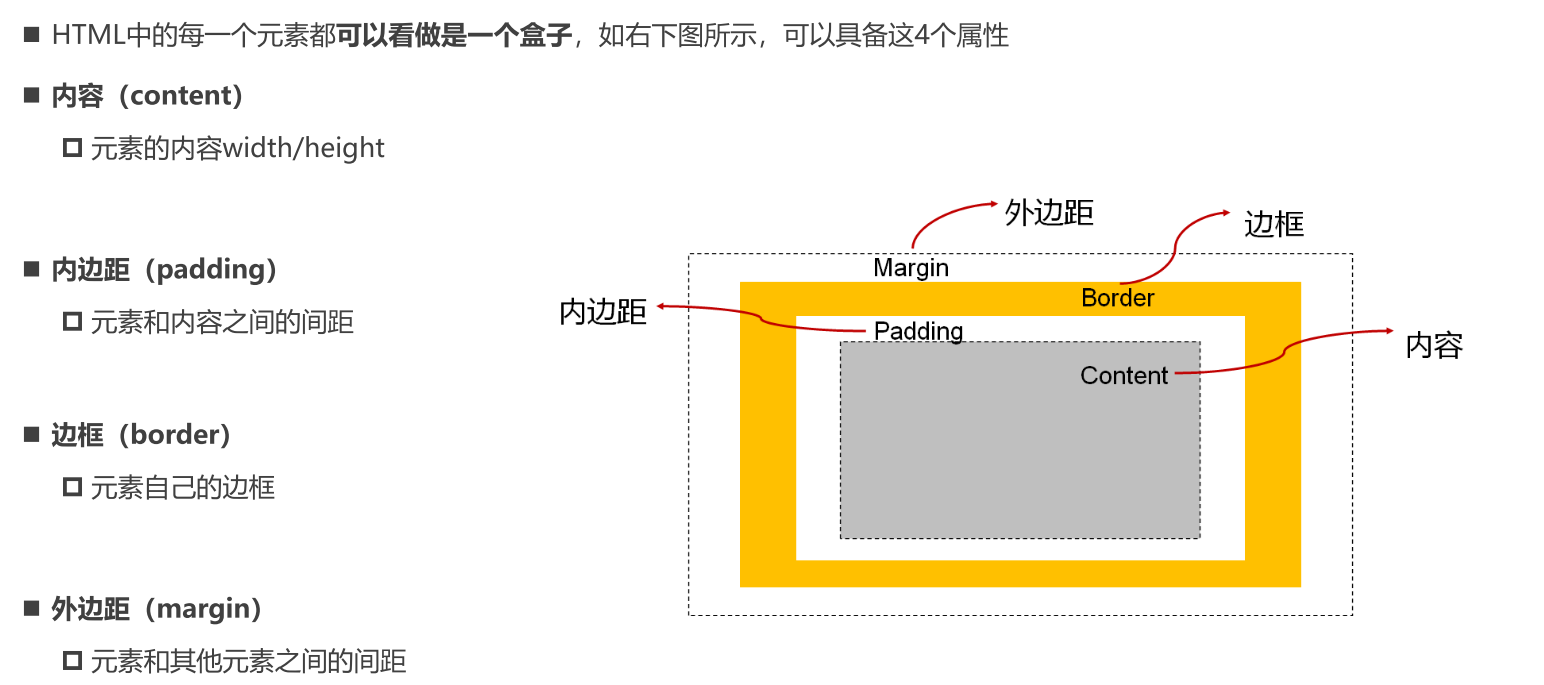 HTML中的每一个元素都可以看做是一个盒子，如右下图所示，可以具备这4个属性
内容（content）
元素的内容width/height
内边距（padding）
元素和内容之间的间距
边框（border）
元素自己的边框
外边距（margin）
元素和其他元素之间的间距
外边距
边框
Margin
Border
内边距
Padding
内容
Content